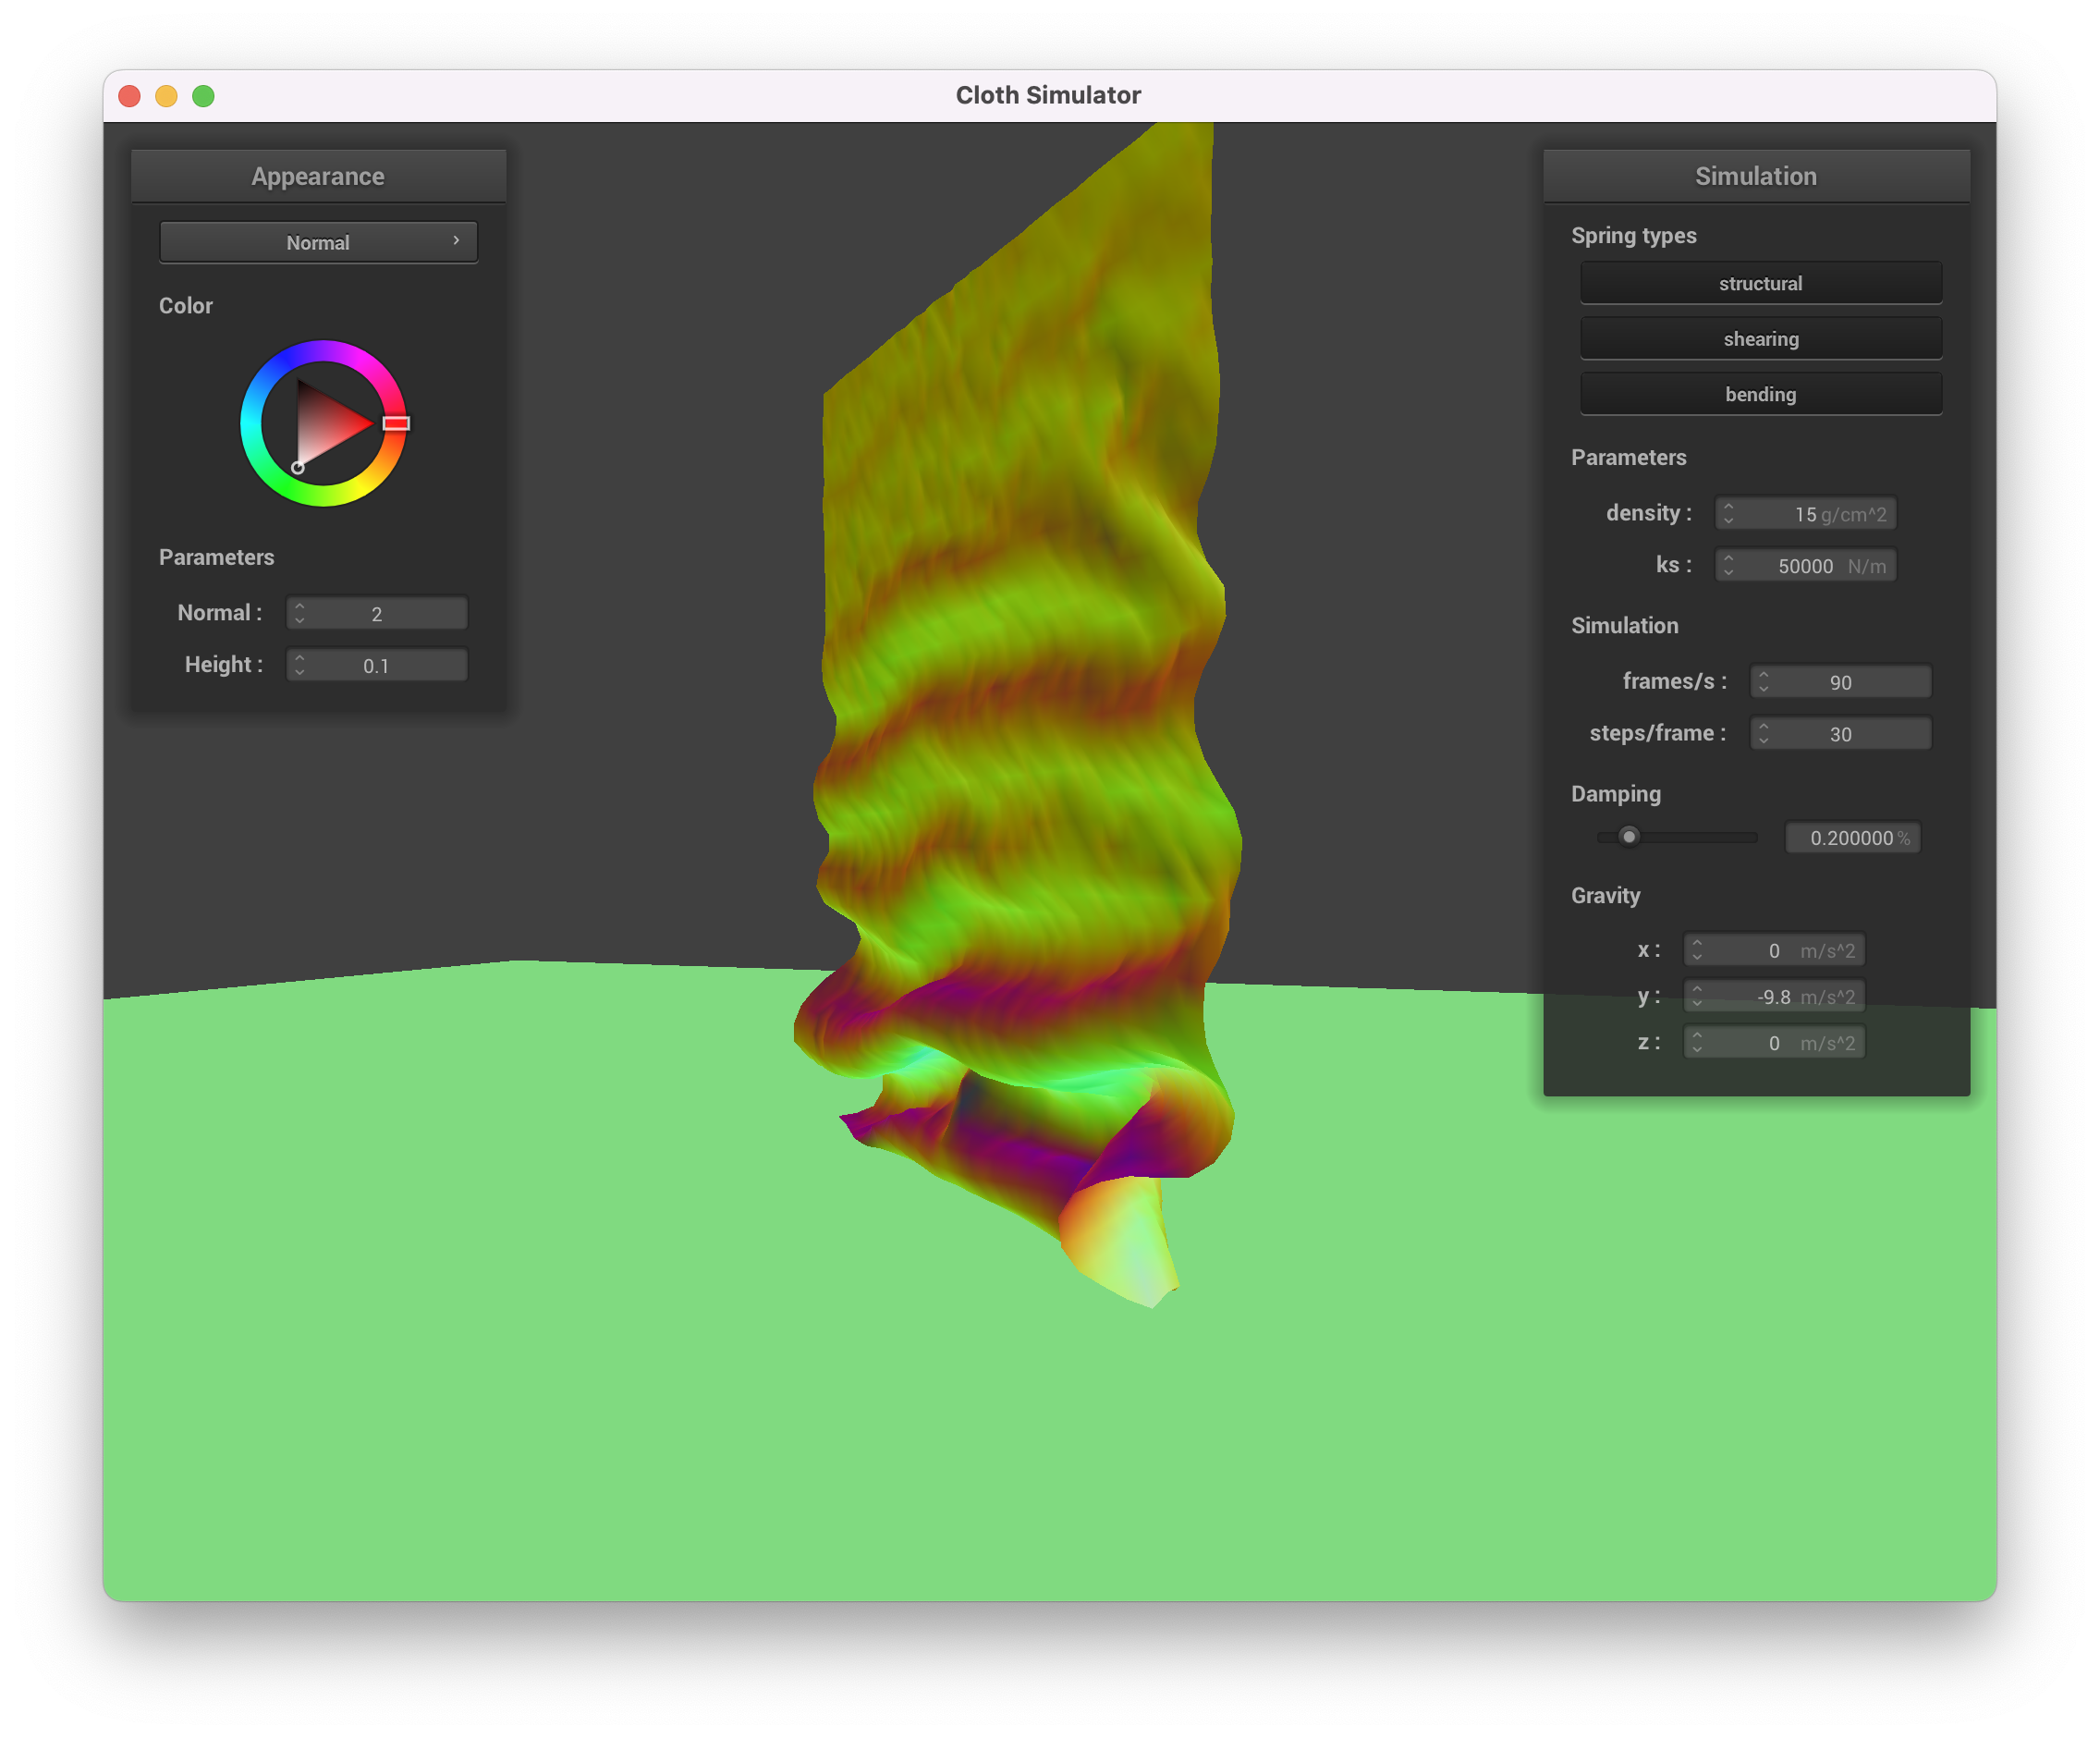 Cloth Simulator
Appearance
Normal
Color
Parameters
Normal : 2
Height : 0.1
Simulation
Spring types
structural
shearing
bending
Parameters
density : 15 g/cm^2
ks : 50000 N/m
Simulation
frames/s : 90
steps/frame : 30
Damping
0.200000 %
Gravity
x : 0 m/s^2
y : -9.8 m/s^2
z : 0 m/s^2